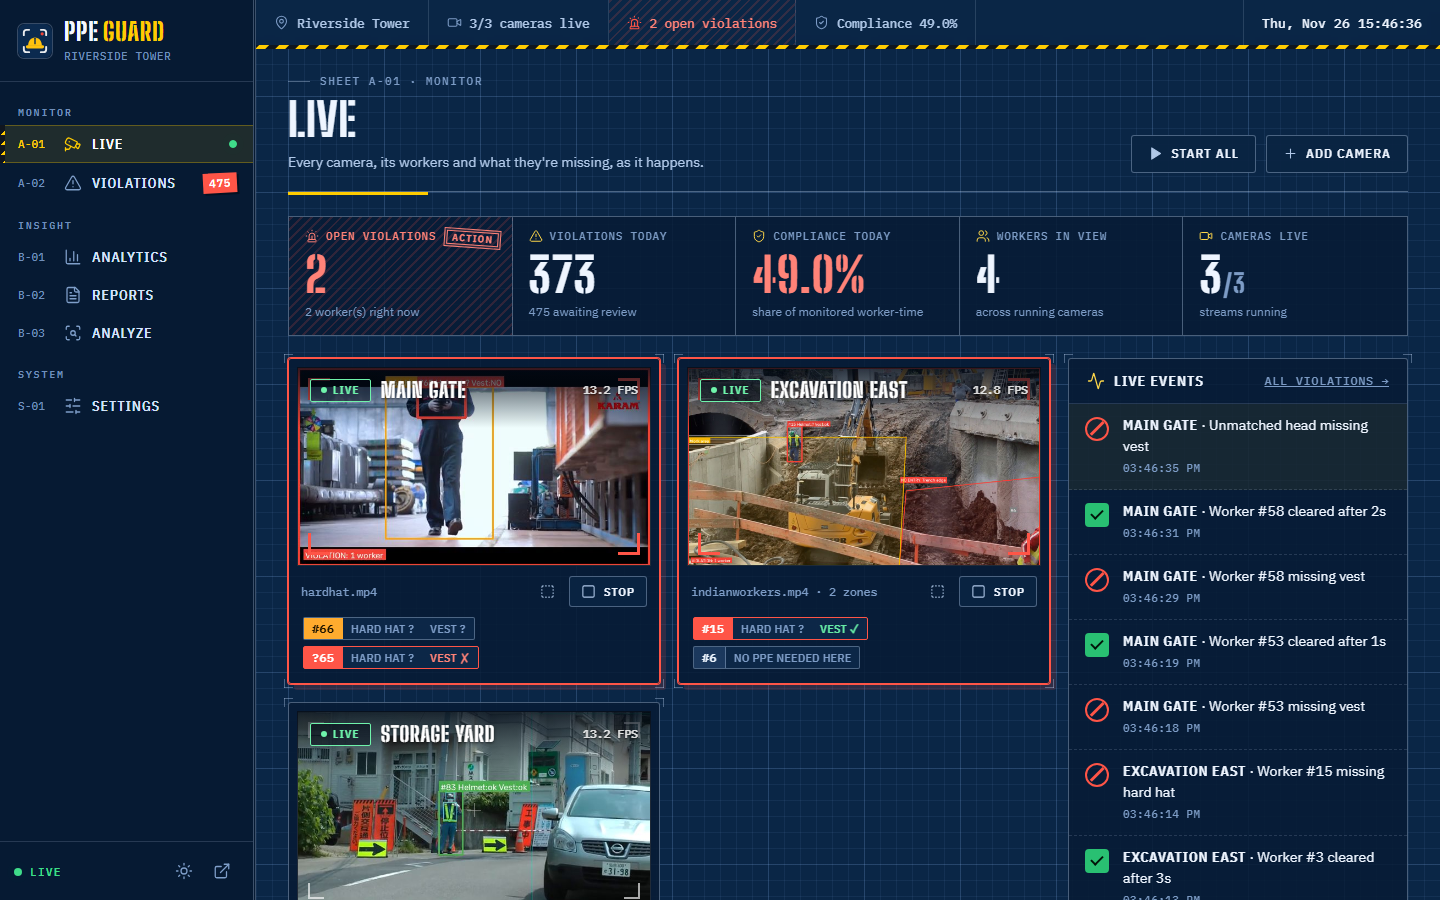 PPE GUARD
RIVERSIDE TOWER
Riverside Tower
3/3 cameras live
2 open violations
Compliance 49.0%
Thu, Nov 26 15:46:36
MONITOR
A-01 LIVE
A-02 VIOLATIONS 475
INSIGHT
B-01 ANALYTICS
B-02 REPORTS
B-03 ANALYZE
SYSTEM
S-01 SETTINGS
LIVE
SHEET A-01 · MONITOR
LIVE
Every camera, its workers and what they're missing, as it happens.
START ALL
ADD CAMERA
OPEN VIOLATIONS ACTION
2
2 worker(s) right now
VIOLATIONS TODAY
373
475 awaiting review
COMPLIANCE TODAY
49.0%
share of monitored worker-time
WORKERS IN VIEW
4
across running cameras
CAMERAS LIVE
3/3
streams running
LIVE MAIN GATE 13.2 FPS
Vest:NO
KARAM
VIOLATION: 1 worker
hardhat.mp4
STOP
#66 HARD HAT ? VEST ?
?65 HARD HAT ? VEST ✗
LIVE EXCAVATION EAST 12.8 FPS
indianworkers.mp4 · 2 zones
STOP
#15 HARD HAT ? VEST ✓
#6 NO PPE NEEDED HERE
LIVE STORAGE YARD 13.2 FPS
#83 Helmet:ok Vest:ok
31-98
LIVE EVENTS
ALL VIOLATIONS →
MAIN GATE · Unmatched head missing
vest
03:46:35 PM
MAIN GATE · Worker #58 cleared after 2s
03:46:31 PM
MAIN GATE · Worker #58 missing vest
03:46:29 PM
MAIN GATE · Worker #53 cleared after 1s
03:46:19 PM
MAIN GATE · Worker #53 missing vest
03:46:18 PM
EXCAVATION EAST · Worker #15 missing
hard hat
03:46:14 PM
EXCAVATION EAST · Worker #3 cleared
after 3s